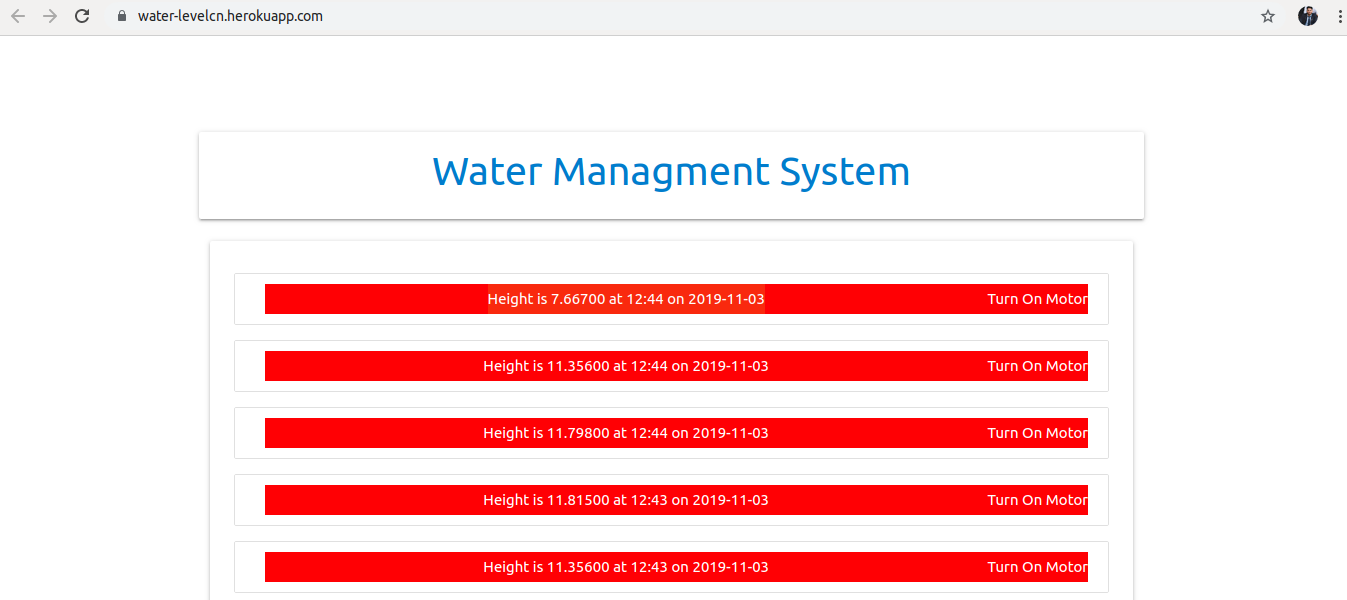 water-levelcn.herokuapp.com
Water Managment System
Height is 7.66700 at 12:44 on 2019-11-03 Turn On Motor
Height is 11.35600 at 12:44 on 2019-11-03 Turn On Motor
Height is 11.79800 at 12:44 on 2019-11-03 Turn On Motor
Height is 11.81500 at 12:43 on 2019-11-03 Turn On Motor
Height is 11.35600 at 12:43 on 2019-11-03 Turn On Motor